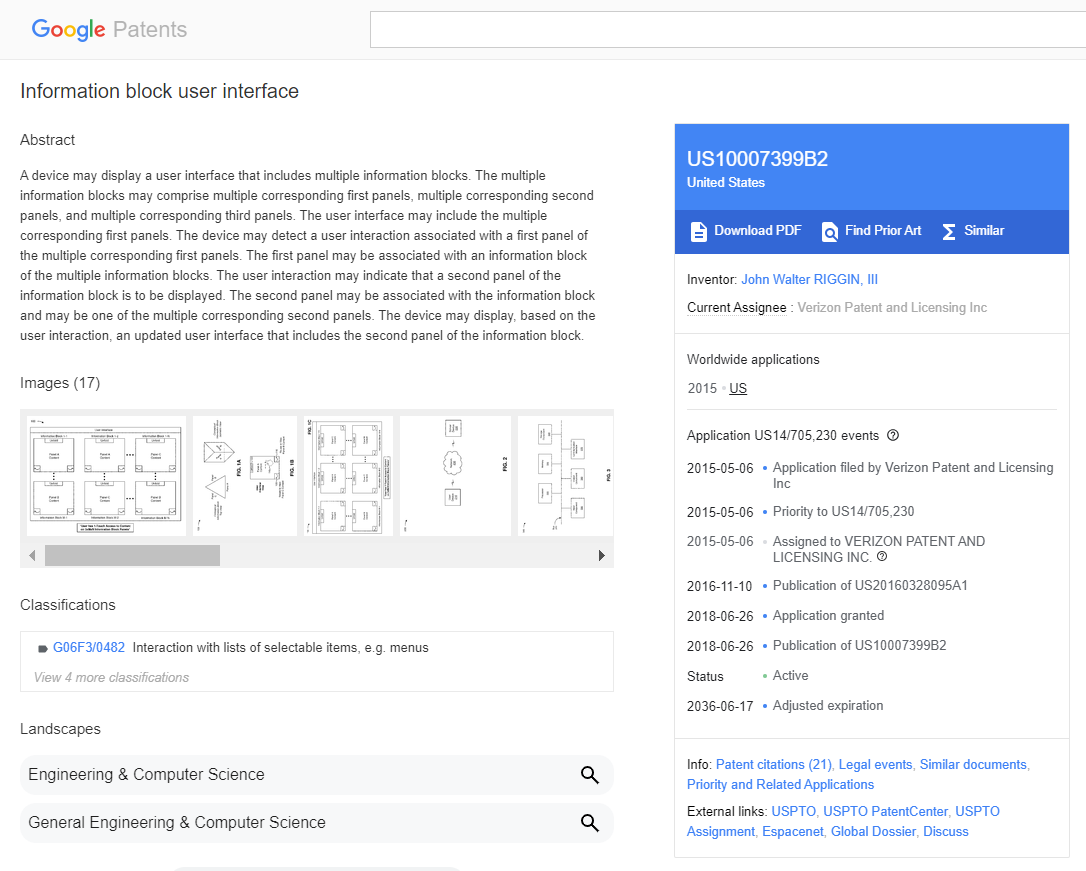 Google Patents
Information block user interface
Abstract
A device may display a user interface that includes multiple information blocks. The multiple
information blocks may comprise multiple corresponding first panels, multiple corresponding second
panels, and multiple corresponding third panels. The user interface may include the multiple
corresponding first panels. The device may detect a user interaction associated with a first panel of
the multiple corresponding first panels. The first panel may be associated with an information block
of the multiple information blocks. The user interaction may indicate that a second panel of the
information block is to be displayed. The second panel may be associated with the information block
and may be one of the multiple corresponding second panels. The device may display, based on the
user interaction, an updated user interface that includes the second panel of the information block.
Images (17)
FIG. 1A
FIG. 1B
FIG. 1C
FIG. 2
FIG. 3
Classifications
G06F3/0482 Interaction with lists of selectable items, e.g. menus
View 4 more classifications
Landscapes
Engineering & Computer Science
General Engineering & Computer Science
US10007399B2
United States
Download PDF Find Prior Art Similar
Inventor: John Walter RIGGIN, III
Current Assignee : Verizon Patent and Licensing Inc
Worldwide applications
2015 • US
Application US14/705,230 events
2015-05-06 • Application filed by Verizon Patent and Licensing
Inc
2015-05-06 • Priority to US14/705,230
2015-05-06 • Assigned to VERIZON PATENT AND
LICENSING INC.
2016-11-10 • Publication of US20160328095A1
2018-06-26 • Application granted
2018-06-26 • Publication of US10007399B2
Status • Active
2036-06-17 • Adjusted expiration
Info: Patent citations (21), Legal events, Similar documents,
Priority and Related Applications
External links: USPTO, USPTO PatentCenter, USPTO
Assignment, Espacenet, Global Dossier, Discuss